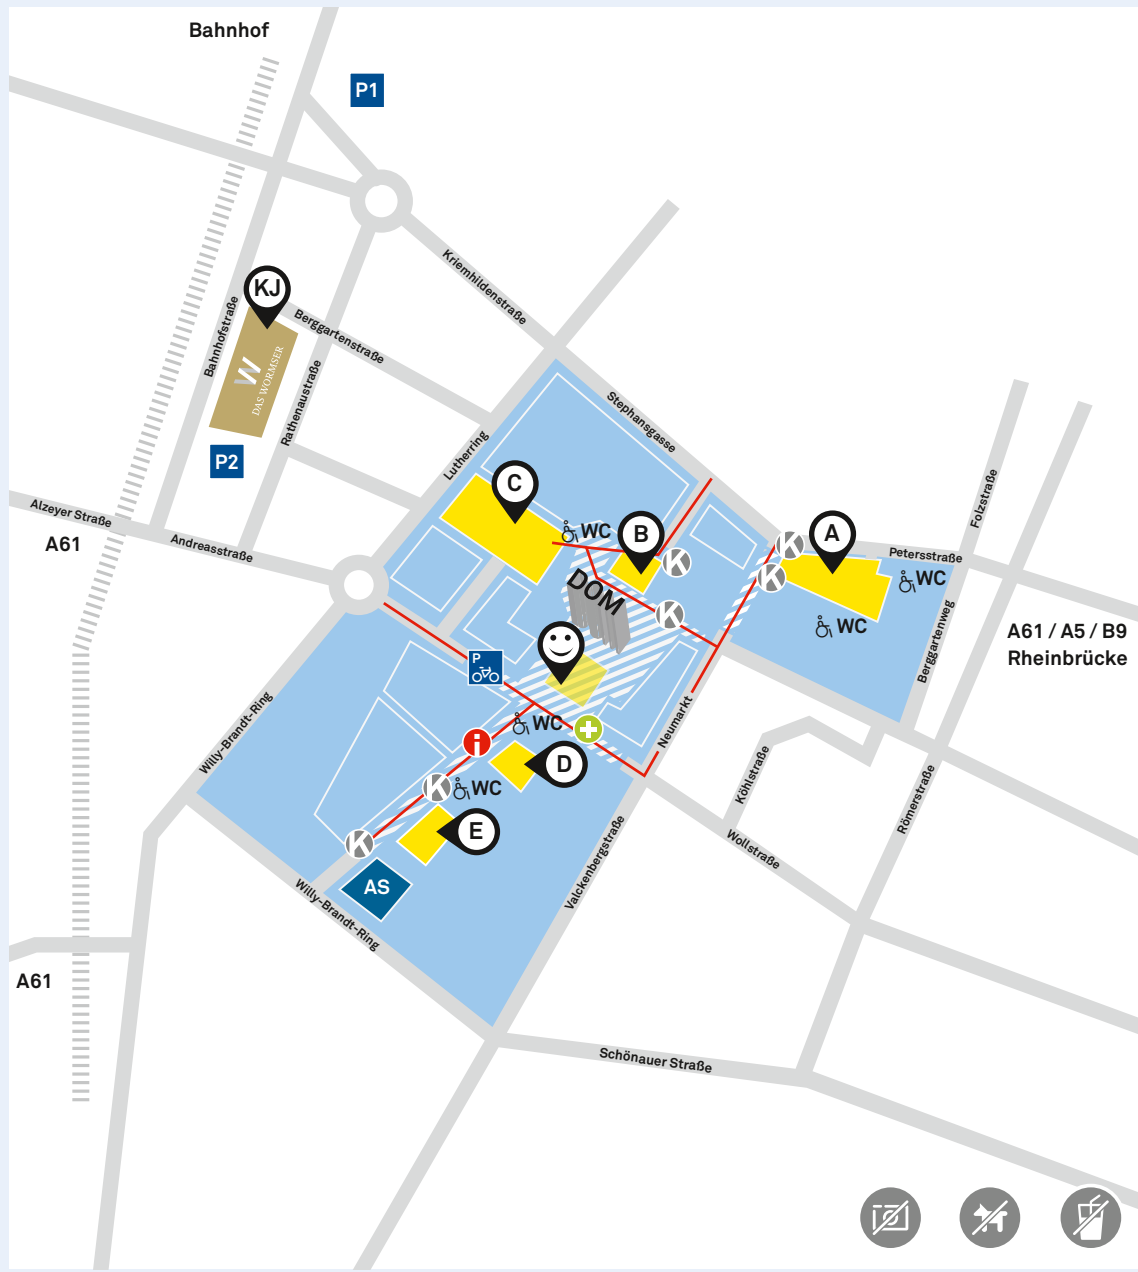 Bahnhof
P1
Kriemhildenstraße
KJ
Bahnhofstraße
Berggartenstraße
W
DAS WORMSER
Rathenaustraße
P2
Lutherring
Stephansgasse
Alzeyer Straße
A61
Andreasstraße
C
WC
B
K
K
A
K
Petersstraße
WC
Folzstraße
DOM
K
WC
Berggartenweg
A61 / A5 / B9
Rheinbrücke
P
Willy-Brandt-Ring
WC
Neumarkt
i
D
K
WC
Köhlstraße
Römerstraße
E
K
Wollstraße
AS
Valckenbergstraße
Willy-Brandt-Ring
A61
Schönauer Straße